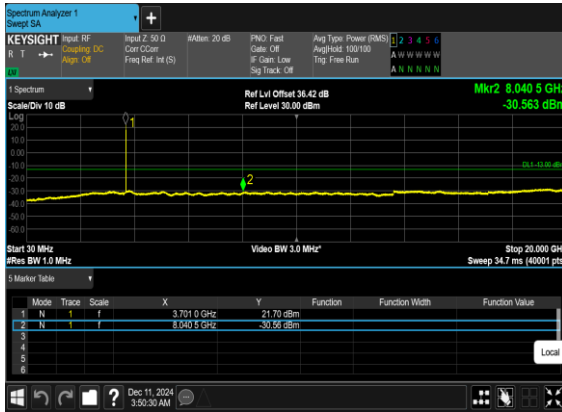 Spectrum Analyzer 1
Swept SA
+
KEYSIGHT Input: RF Input Z: 50 Ω #Atten: 20 dB PNO: Fast Avg Type: Power (RMS) 1 2 3 4 5 6
R T Coupling: DC Corr CCorr Gate: Off Avg|Hold: 100/100 A W W W W W
Align: Off Freq Ref: Int (S) IF Gain: Low Trig: Free Run
Sig Track: Off A N N N N N
LXI
1 Spectrum Mkr2 8.040 5 GHz
Ref Lvl Offset 36.42 dB
Scale/Div 10 dB Ref Level 30.00 dBm -30.563 dBm
Log
1
20.0
10.0
0.00
-10.0
DL1 -13.00 dBm
-20.0
2
-30.0
-40.0
-50.0
-60.0
Start 30 MHz Video BW 3.0 MHz* Stop 20.000 GHz
#Res BW 1.0 MHz Sweep 34.7 ms (40001 pts)
5 Marker Table
Mode Trace Scale X Y Function Function Width Function Value
1 N 1 f 3.701 0 GHz 21.70 dBm
2 N 1 f 8.040 5 GHz -30.56 dBm
3
4
5
6
Local
? Dec 11, 2024
3:50:30 AM